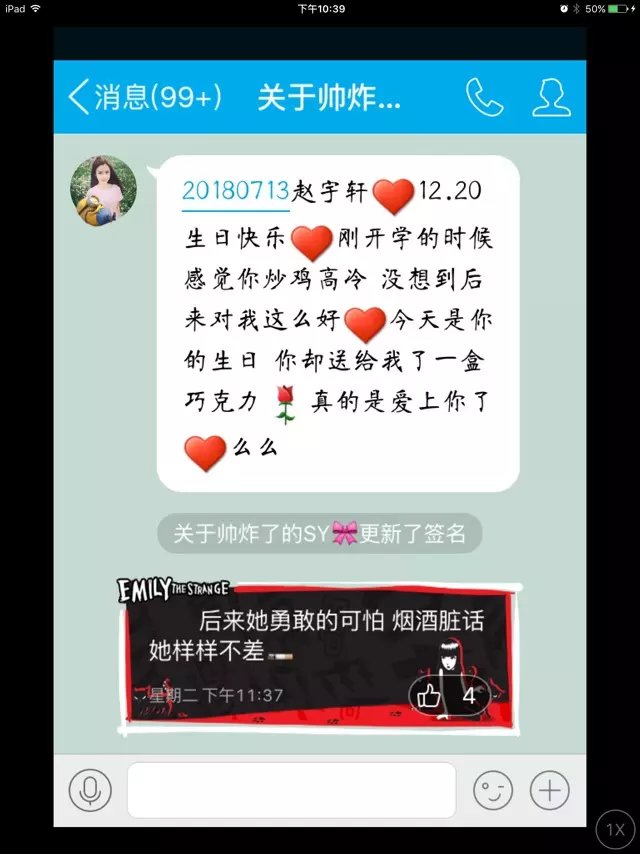 iPad 下午10:39 50%
消息(99+) 关于帅炸...
20180713赵宇轩❤️12.20
生日快乐❤️刚开学的时候
感觉你炒鸡高冷 没想到后
来对我这么好❤️今天是你
的生日 你却送给我了一盒
巧克力🌹真的是爱上你了
❤️么么
关于帅炸了的SY🎀更新了签名
EMILY THE STRANGE
后来她勇敢的可怕 烟酒脏话
她样样不差🚬
星期二 下午11:37 4
1X